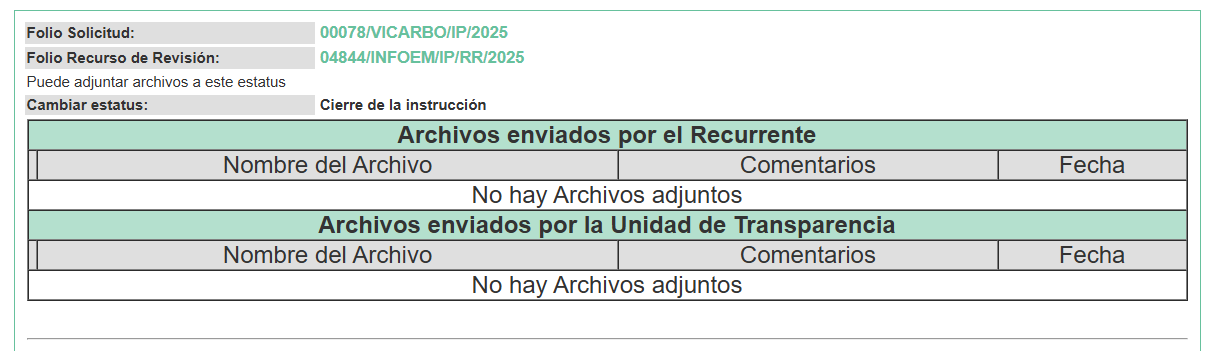 Folio Solicitud: 00078/VICARBO/IP/2025
Folio Recurso de Revisión: 04844/INFOEM/IP/RR/2025
Puede adjuntar archivos a este estatus
Cambiar estatus: Cierre de la instrucción
Archivos enviados por el Recurrente
Nombre del Archivo Comentarios Fecha
No hay Archivos adjuntos
Archivos enviados por la Unidad de Transparencia
Nombre del Archivo Comentarios Fecha
No hay Archivos adjuntos